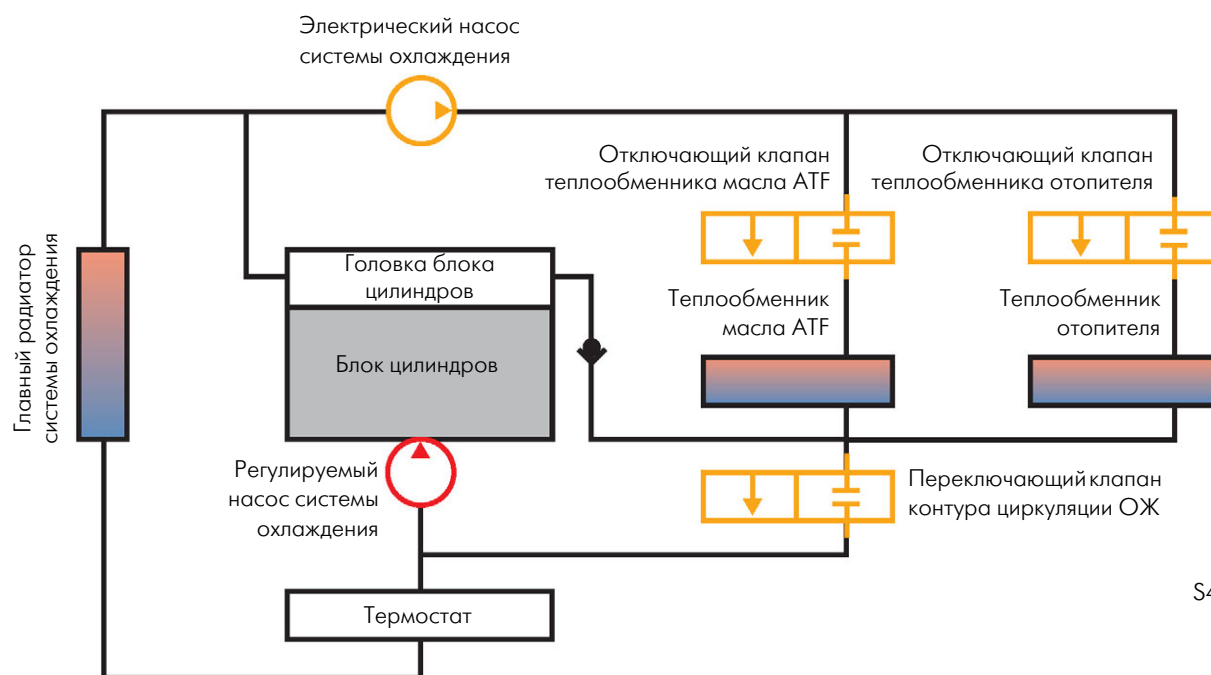 Электрический насос
системы охлаждения
Отключающий клапан
теплообменника масла ATF
Отключающий клапан
теплообменника отопителя
Главный радиатор
системы охлаждения
Головка блока
цилиндров
Блок цилиндров
Теплообменник
масла ATF
Теплообменник
отопителя
Регулируемый
насос системы
охлаждения
Переключающий клапан
контура циркуляции ОЖ
Термостат
S4